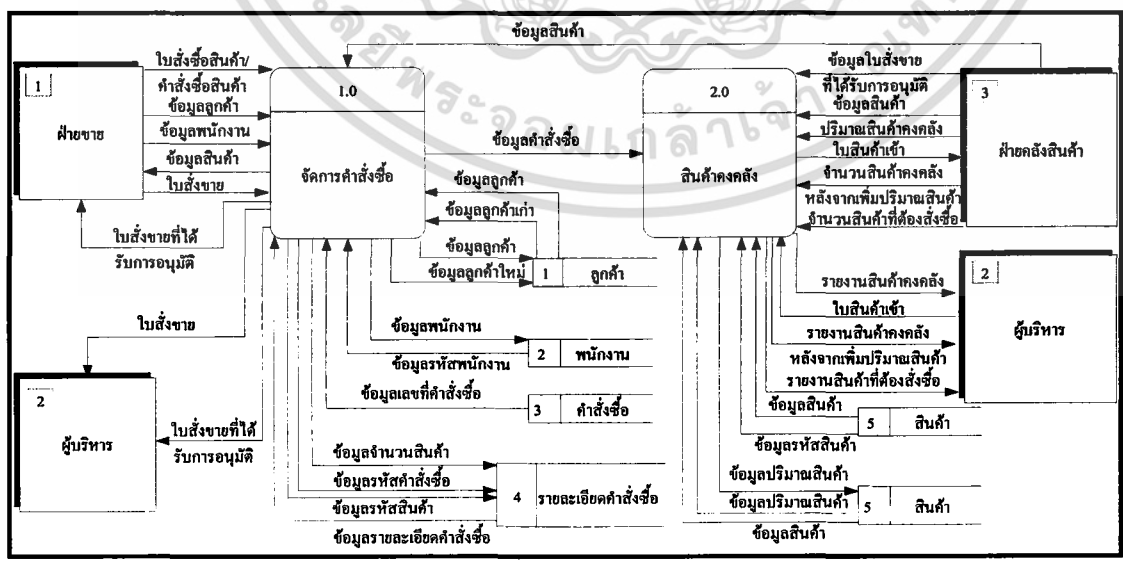 ลัยพระจอมเกล้าเจ้าคุณท
ข้อมูลสินค้า
1
ฝ่ายขาย
ใบสั่งซื้อสินค้า/
คำสั่งซื้อสินค้า
ข้อมูลลูกค้า
ข้อมูลพนักงาน
ข้อมูลสินค้า
ใบสั่งขาย
ใบสั่งขายที่ได้
รับการอนุมัติ
1.0
จัดการคำสั่งซื้อ
ข้อมูลคำสั่งซื้อ
2.0
สินค้าคงคลัง
ข้อมูลใบสั่งขาย
ที่ได้รับการอนุมัติ
ข้อมูลสินค้า
ปริมาณสินค้าคงคลัง
ใบสินค้าเข้า
จำนวนสินค้าคงคลัง
หลังจากเพิ่มปริมาณสินค้า
จำนวนสินค้าที่ต้องสั่งซื้อ
3
ฝ่ายคลังสินค้า
ข้อมูลลูกค้า
ข้อมูลลูกค้าเก่า
ข้อมูลลูกค้า
ข้อมูลลูกค้าใหม่
1 ลูกค้า
ใบสั่งขาย
2
ผู้บริหาร
ใบสั่งขายที่ได้
รับการอนุมัติ
ข้อมูลพนักงาน
ข้อมูลรหัสพนักงาน
2 พนักงาน
ข้อมูลเลขที่คำสั่งซื้อ
3 คำสั่งซื้อ
ข้อมูลจำนวนสินค้า
ข้อมูลรหัสคำสั่งซื้อ
ข้อมูลรหัสสินค้า
ข้อมูลรายละเอียดคำสั่งซื้อ
4 รายละเอียดคำสั่งซื้อ
รายงานสินค้าคงคลัง
ใบสินค้าเข้า
รายงานสินค้าคงคลัง
หลังจากเพิ่มปริมาณสินค้า
รายงานสินค้าที่ต้องสั่งซื้อ
2
ผู้บริหาร
ข้อมูลสินค้า
ข้อมูลรหัสสินค้า
5 สินค้า
ข้อมูลปริมาณสินค้า
ข้อมูลปริมาณสินค้า
ข้อมูลสินค้า
5 สินค้า